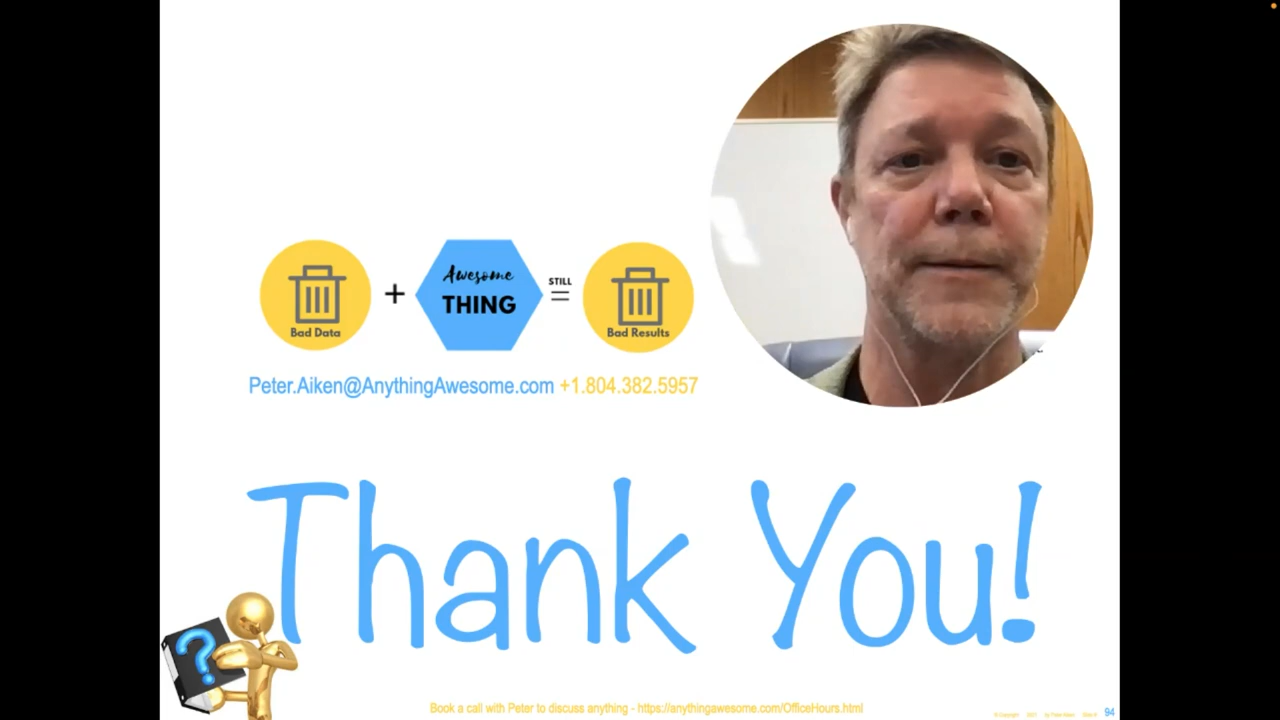 Awesome
THING
STILL
+
=
Bad Data
Bad Results
Peter.Aiken@AnythingAwesome.com +1.804.382.5957
Thank You!
?
Book a call with Peter to discuss anything - https://anythingawesome.com/OfficeHours.html
94